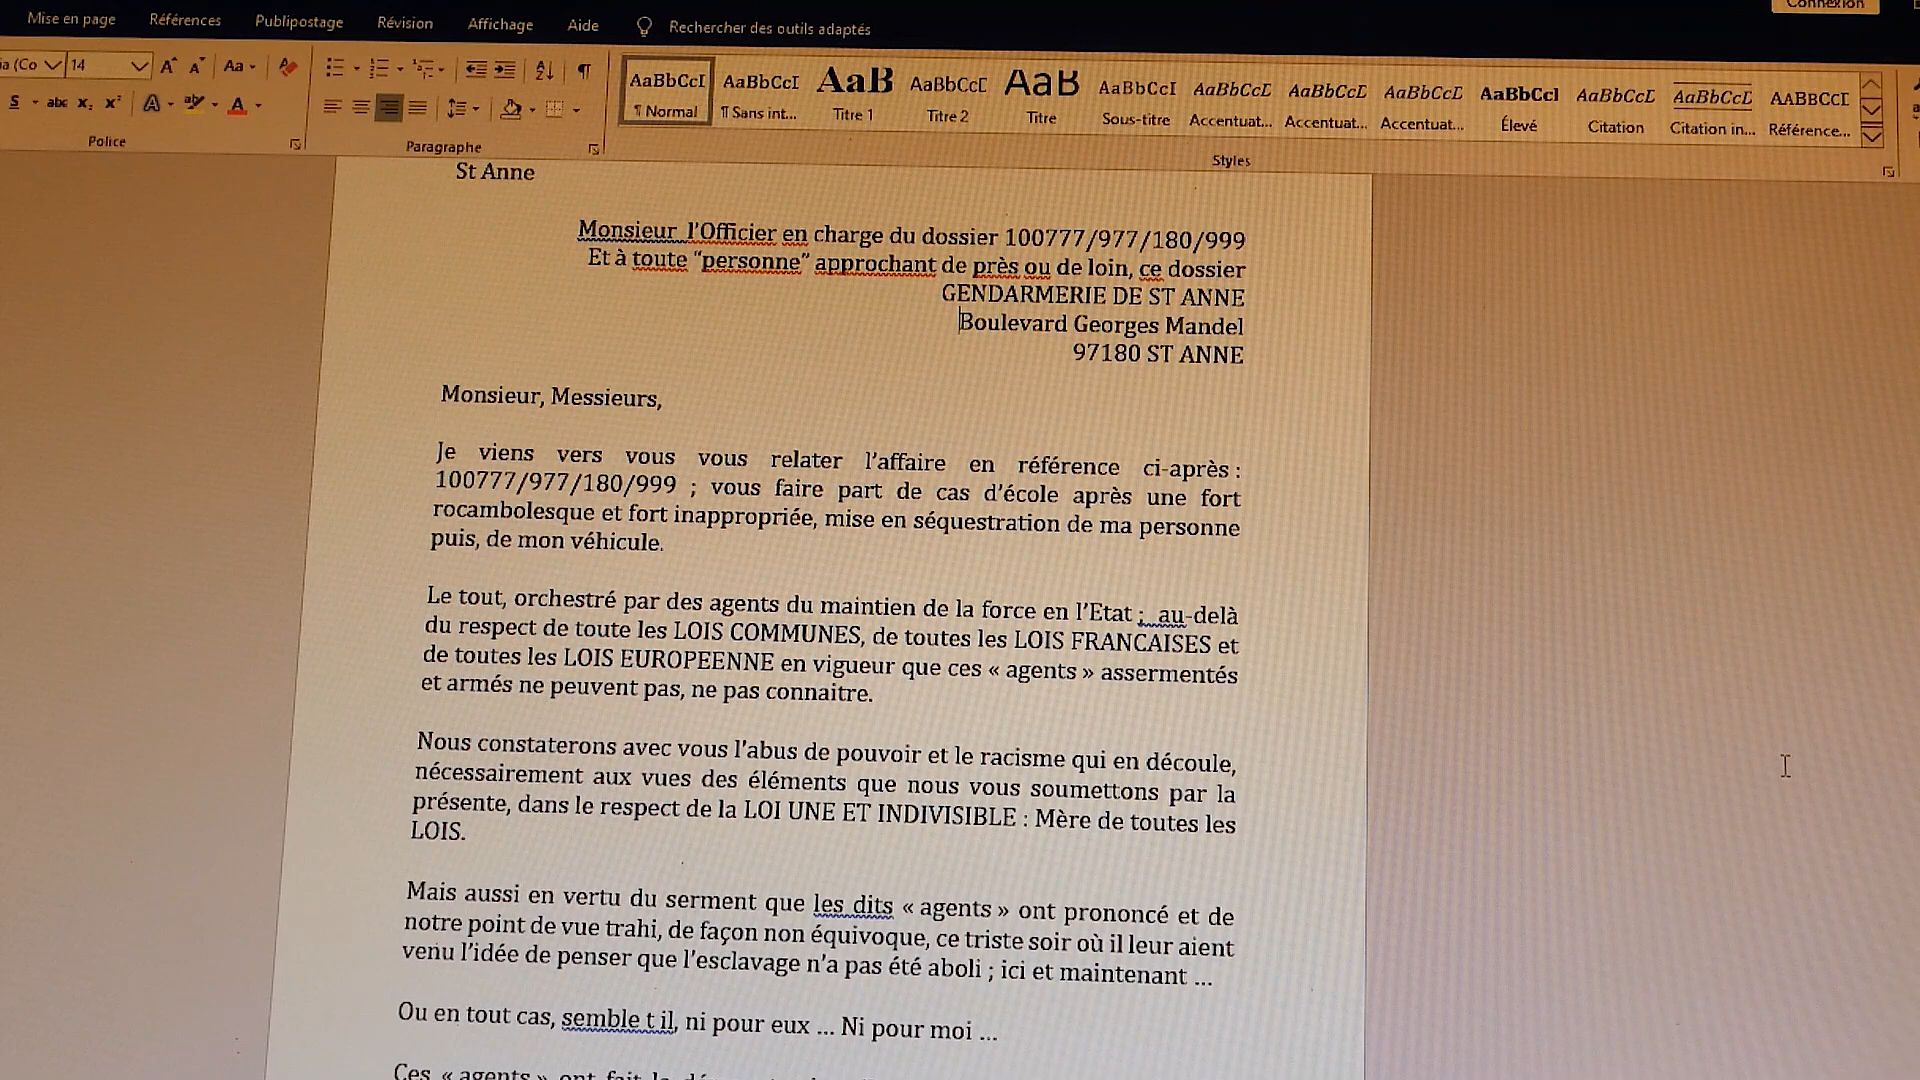 Mise en page Références Publipostage Révision Affichage Aide Rechercher des outils adaptés
14 Aa
AaBbCcI AaBbCcI AaB AaBbCcD AaB AaBbCcI AaBbCcD AaBbCcD AaBbCcD AaBbCcI AaBbCcD AaBbCcD AABBCCD
¶ Normal ¶ Sans int... Titre 1 Titre 2 Titre Sous-titre Accentuat... Accentuat... Accentuat... Élevé Citation Citation in... Référence...
Police Paragraphe Styles
St Anne
Monsieur l'Officier en charge du dossier 100777/977/180/999
Et à toute “personne” approchant de près ou de loin, ce dossier
GENDARMERIE DE ST ANNE
Boulevard Georges Mandel
97180 ST ANNE
Monsieur, Messieurs,
Je viens vers vous vous relater l'affaire en référence ci-après :
100777/977/180/999 ; vous faire part de cas d'école après une fort
rocambolesque et fort inappropriée, mise en séquestration de ma personne
puis, de mon véhicule.
Le tout, orchestré par des agents du maintien de la force en l'Etat ; au-delà
du respect de toute les LOIS COMMUNES, de toutes les LOIS FRANCAISES et
de toutes les LOIS EUROPEENNE en vigueur que ces « agents » assermentés
et armés ne peuvent pas, ne pas connaitre.
Nous constaterons avec vous l'abus de pouvoir et le racisme qui en découle,
nécessairement aux vues des éléments que nous vous soumettons par la
présente, dans le respect de la LOI UNE ET INDIVISIBLE : Mère de toutes les
LOIS.
Mais aussi en vertu du serment que les dits « agents » ont prononcé et de
notre point de vue trahi, de façon non équivoque, ce triste soir où il leur aient
venu l'idée de penser que l'esclavage n'a pas été aboli ; ici et maintenant ...
Ou en tout cas, semble t il, ni pour eux ... Ni pour moi ...
Ces « agents » ont fait